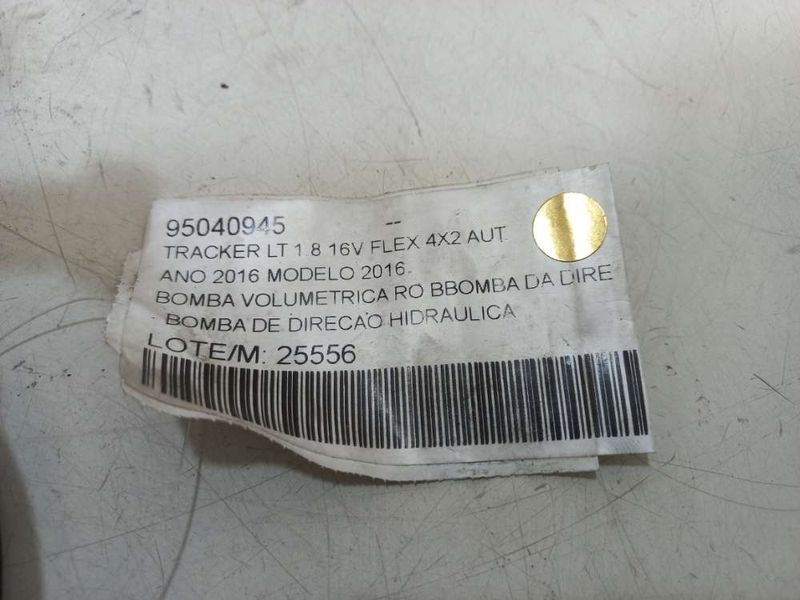 95040945 --
TRACKER LT 1.8 16V FLEX 4X2 AUT.
ANO 2016 MODELO 2016
BOMBA VOLUMETRICA RO BBOMBA DA DIRE
BOMBA DE DIRECAO HIDRAULICA
LOTE/M: 25556